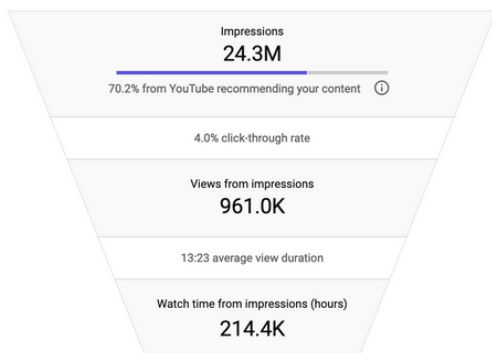 Impressions
24.3M
70.2% from YouTube recommending your content
4.0% click-through rate
Views from impressions
961.0K
13:23 average view duration
Watch time from impressions (hours)
214.4K